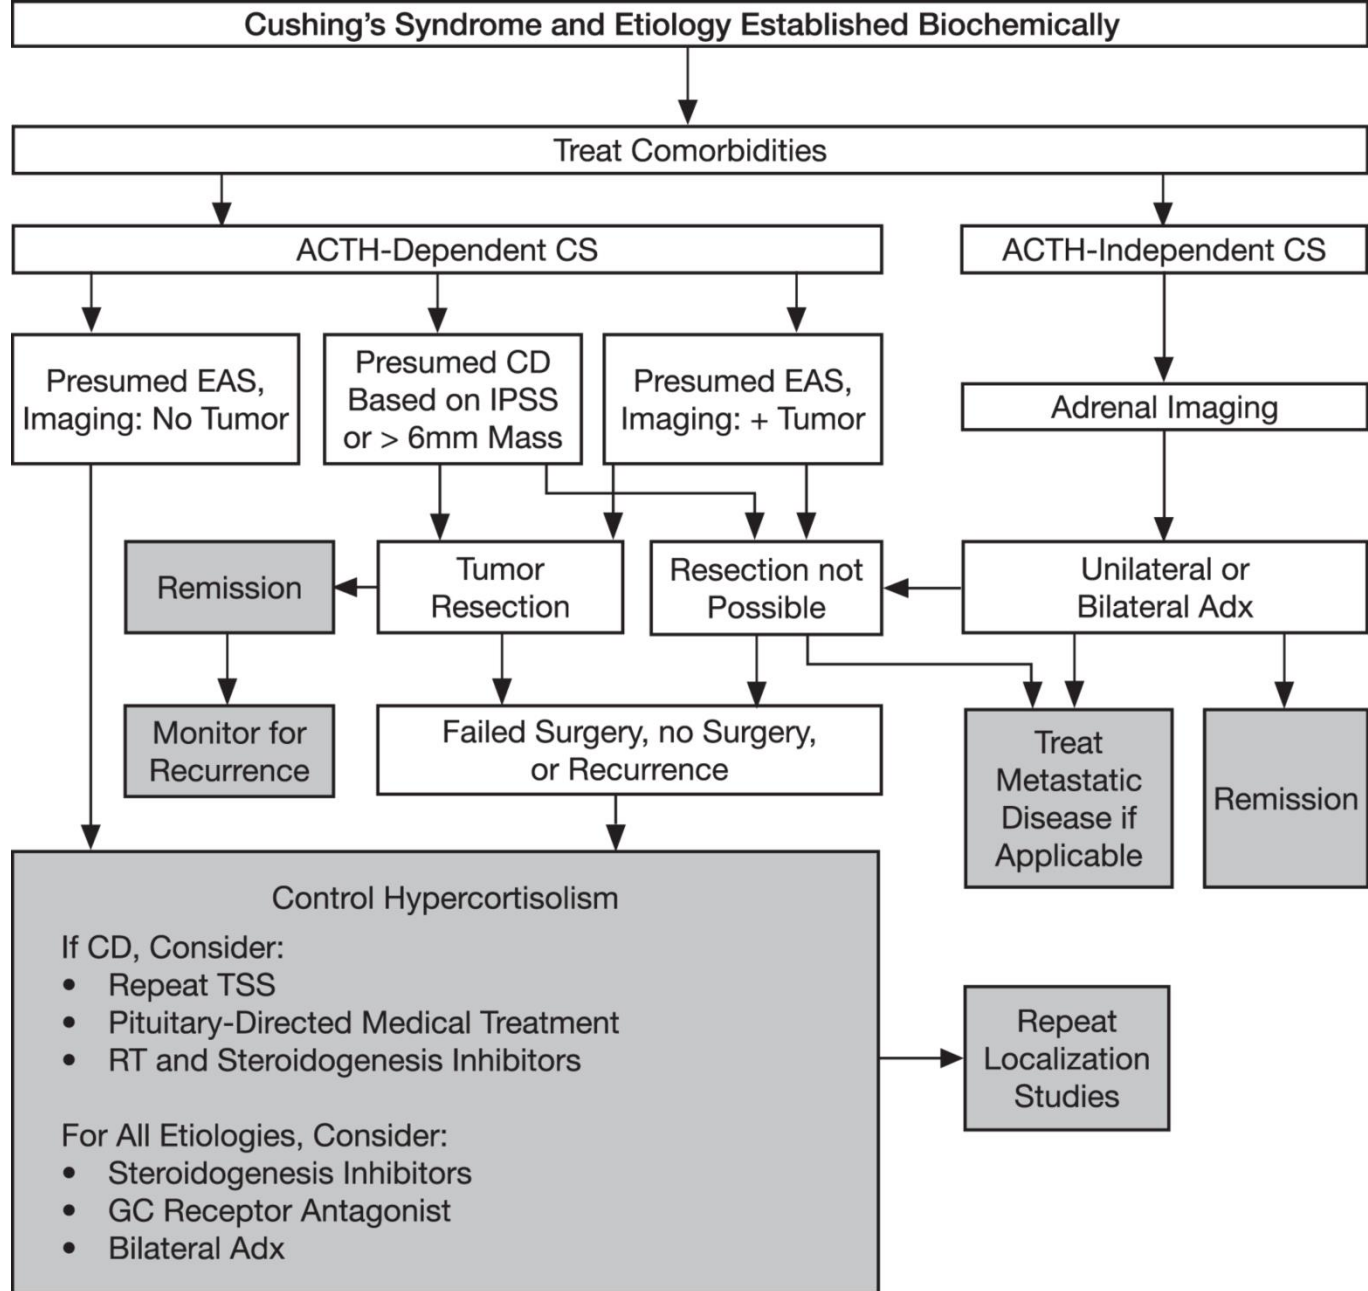 Cushing's Syndrome and Etiology Established Biochemically
Treat Comorbidities
ACTH-Dependent CS
ACTH-Independent CS
Presumed EAS,
Imaging: No Tumor
Presumed CD
Based on IPSS
or > 6mm Mass
Presumed EAS,
Imaging: + Tumor
Adrenal Imaging
Remission
Tumor
Resection
Resection not
Possible
Unilateral or
Bilateral Adx
Monitor for
Recurrence
Failed Surgery, no Surgery,
or Recurrence
Treat
Metastatic
Disease if
Applicable
Remission
Control Hypercortisolism
If CD, Consider:
• Repeat TSS
• Pituitary-Directed Medical Treatment
• RT and Steroidogenesis Inhibitors
For All Etiologies, Consider:
• Steroidogenesis Inhibitors
• GC Receptor Antagonist
• Bilateral Adx
Repeat
Localization
Studies